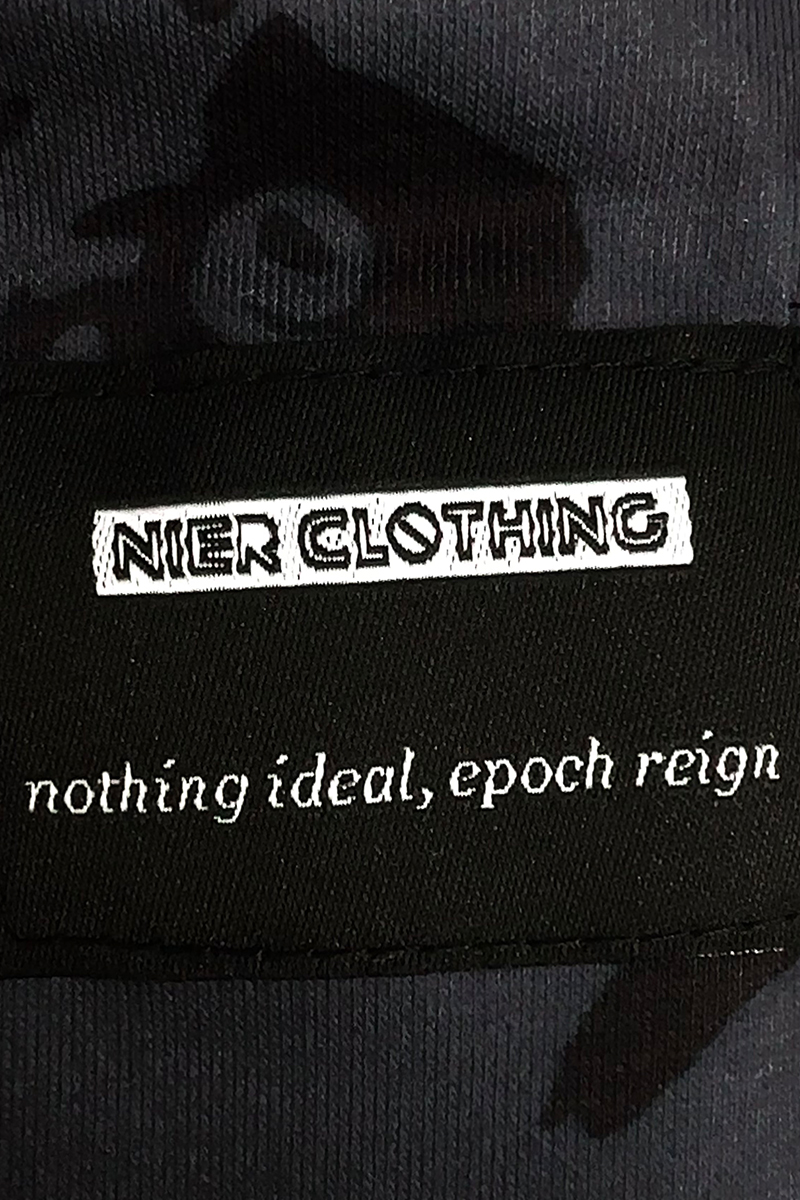 NIER CLOTHING
nothing ideal, epoch reign